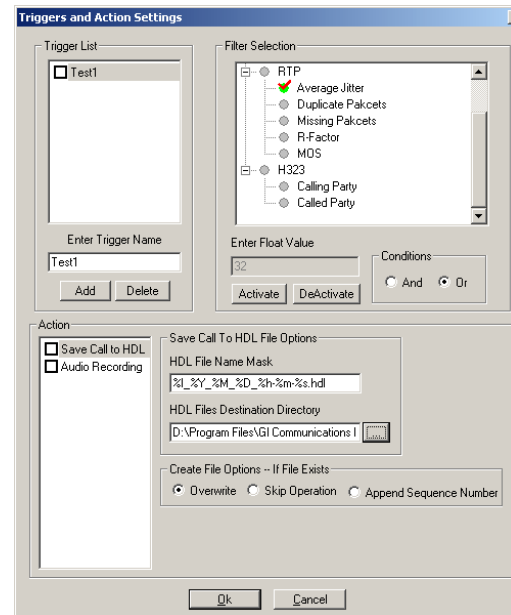 Triggers and Action Settings
Trigger List
Test1
Enter Trigger Name
Test1
Add
Delete
Filter Selection
RTP
Average Jitter
Duplicate Pakcets
Missing Pakcets
R-Factor
MOS
H323
Calling Party
Called Party
Enter Float Value
32
Activate
DeActivate
Conditions
And
Or
Action
Save Call to HDL
Audio Recording
Save Call To HDL File Options
HDL File Name Mask
%I_%Y_%M_%D_%h-%m-%s.hdl
HDL Files Destination Directory
D:\Program Files\Gl Communications I
...
Create File Options -- If File Exists
Overwrite
Skip Operation
Append Sequence Number
Ok
Cancel